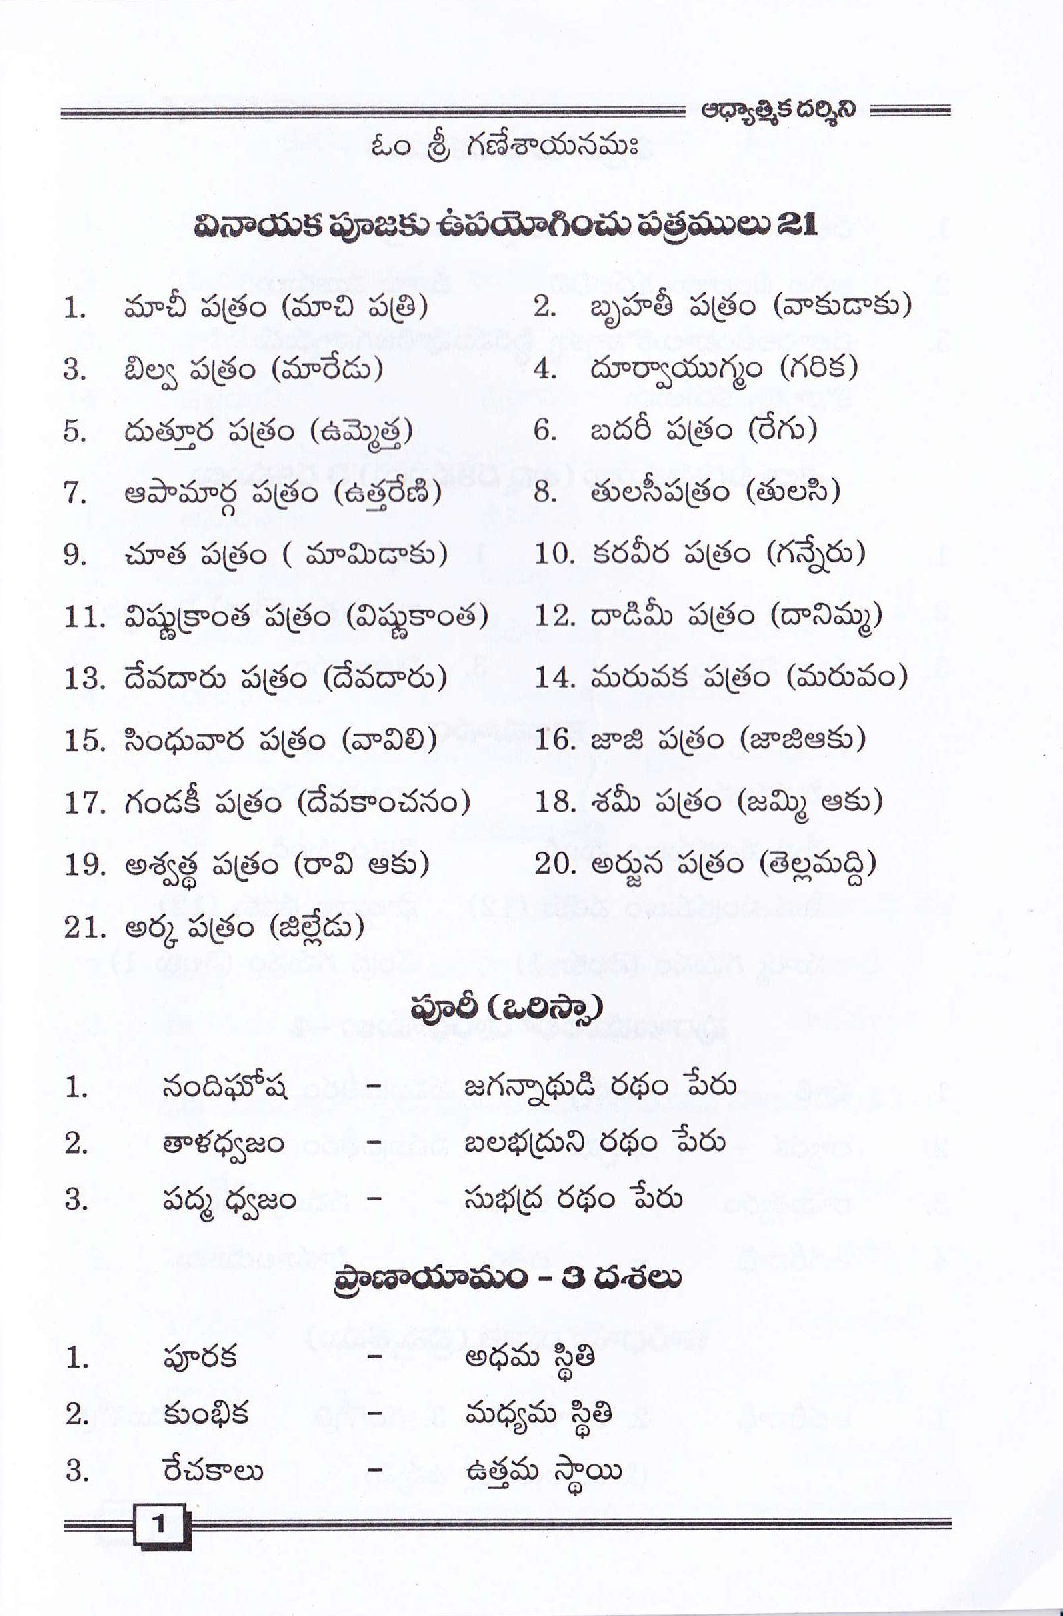 ఆధ్యాత్మిక దర్శిని
ఓం శ్రీ గణేశాయనమః
వినాయక పూజకు ఉపయోగించు పత్రములు 21
1. మాచీ పత్రం (మాచి పత్రి) 2. బృహతీ పత్రం (వాకుడాకు)
3. బిల్వ పత్రం (మారేడు) 4. దూర్వాయుగ్మం (గరిక)
5. దుత్తూర పత్రం (ఉమ్మెత్త) 6. బదరీ పత్రం (రేగు)
7. ఆపామార్గ పత్రం (ఉత్తరేణి) 8. తులసీపత్రం (తులసి)
9. చూత పత్రం ( మామిడాకు) 10. కరవీర పత్రం (గన్నేరు)
11. విష్ణుక్రాంత పత్రం (విష్ణుకాంత) 12. దాడిమీ పత్రం (దానిమ్మ)
13. దేవదారు పత్రం (దేవదారు) 14. మరువక పత్రం (మరువం)
15. సింధువార పత్రం (వావిలి) 16. జాజి పత్రం (జాజిఆకు)
17. గండకీ పత్రం (దేవకాంచనం) 18. శమీ పత్రం (జమ్మి ఆకు)
19. అశ్వత్థ పత్రం (రావి ఆకు) 20. అర్జున పత్రం (తెల్లమద్ది)
21. అర్క పత్రం (జిల్లేడు)
పూరీ (ఒరిస్సా)
1. నందిఘోష – జగన్నాథుడి రథం పేరు
2. తాళధ్వజం – బలభద్రుని రథం పేరు
3. పద్మ ధ్వజం – సుభద్ర రథం పేరు
ప్రాణాయామం – 3 దశలు
1. పూరక – అధమ స్థితి
2. కుంభిక – మధ్యమ స్థితి
3. రేచకాలు – ఉత్తమ స్థాయి
1